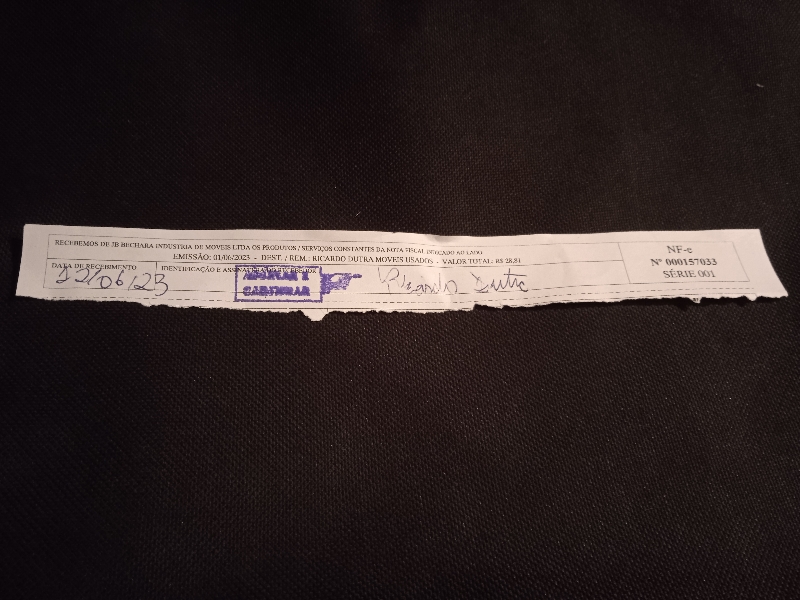 RECEBEMOS DE JB BECHARA INDUSTRIA DE MOVEIS LTDA OS PRODUTOS / SERVIÇOS CONSTANTES DA NOTA FISCAL INDICADO AO LADO
EMISSÃO: 01/06/2023 - DEST. / REM.: RICARDO DUTRA MOVEIS USADOS - VALOR TOTAL: R$ 28,81
DATA DE RECEBIMENTO
IDENTIFICAÇÃO E ASSINATURA DO RECEBEDOR
22/06/23
ASSINAR E
CARIMBAR
Ricardo Dutra
NF-e
Nº 000157033
SÉRIE 001